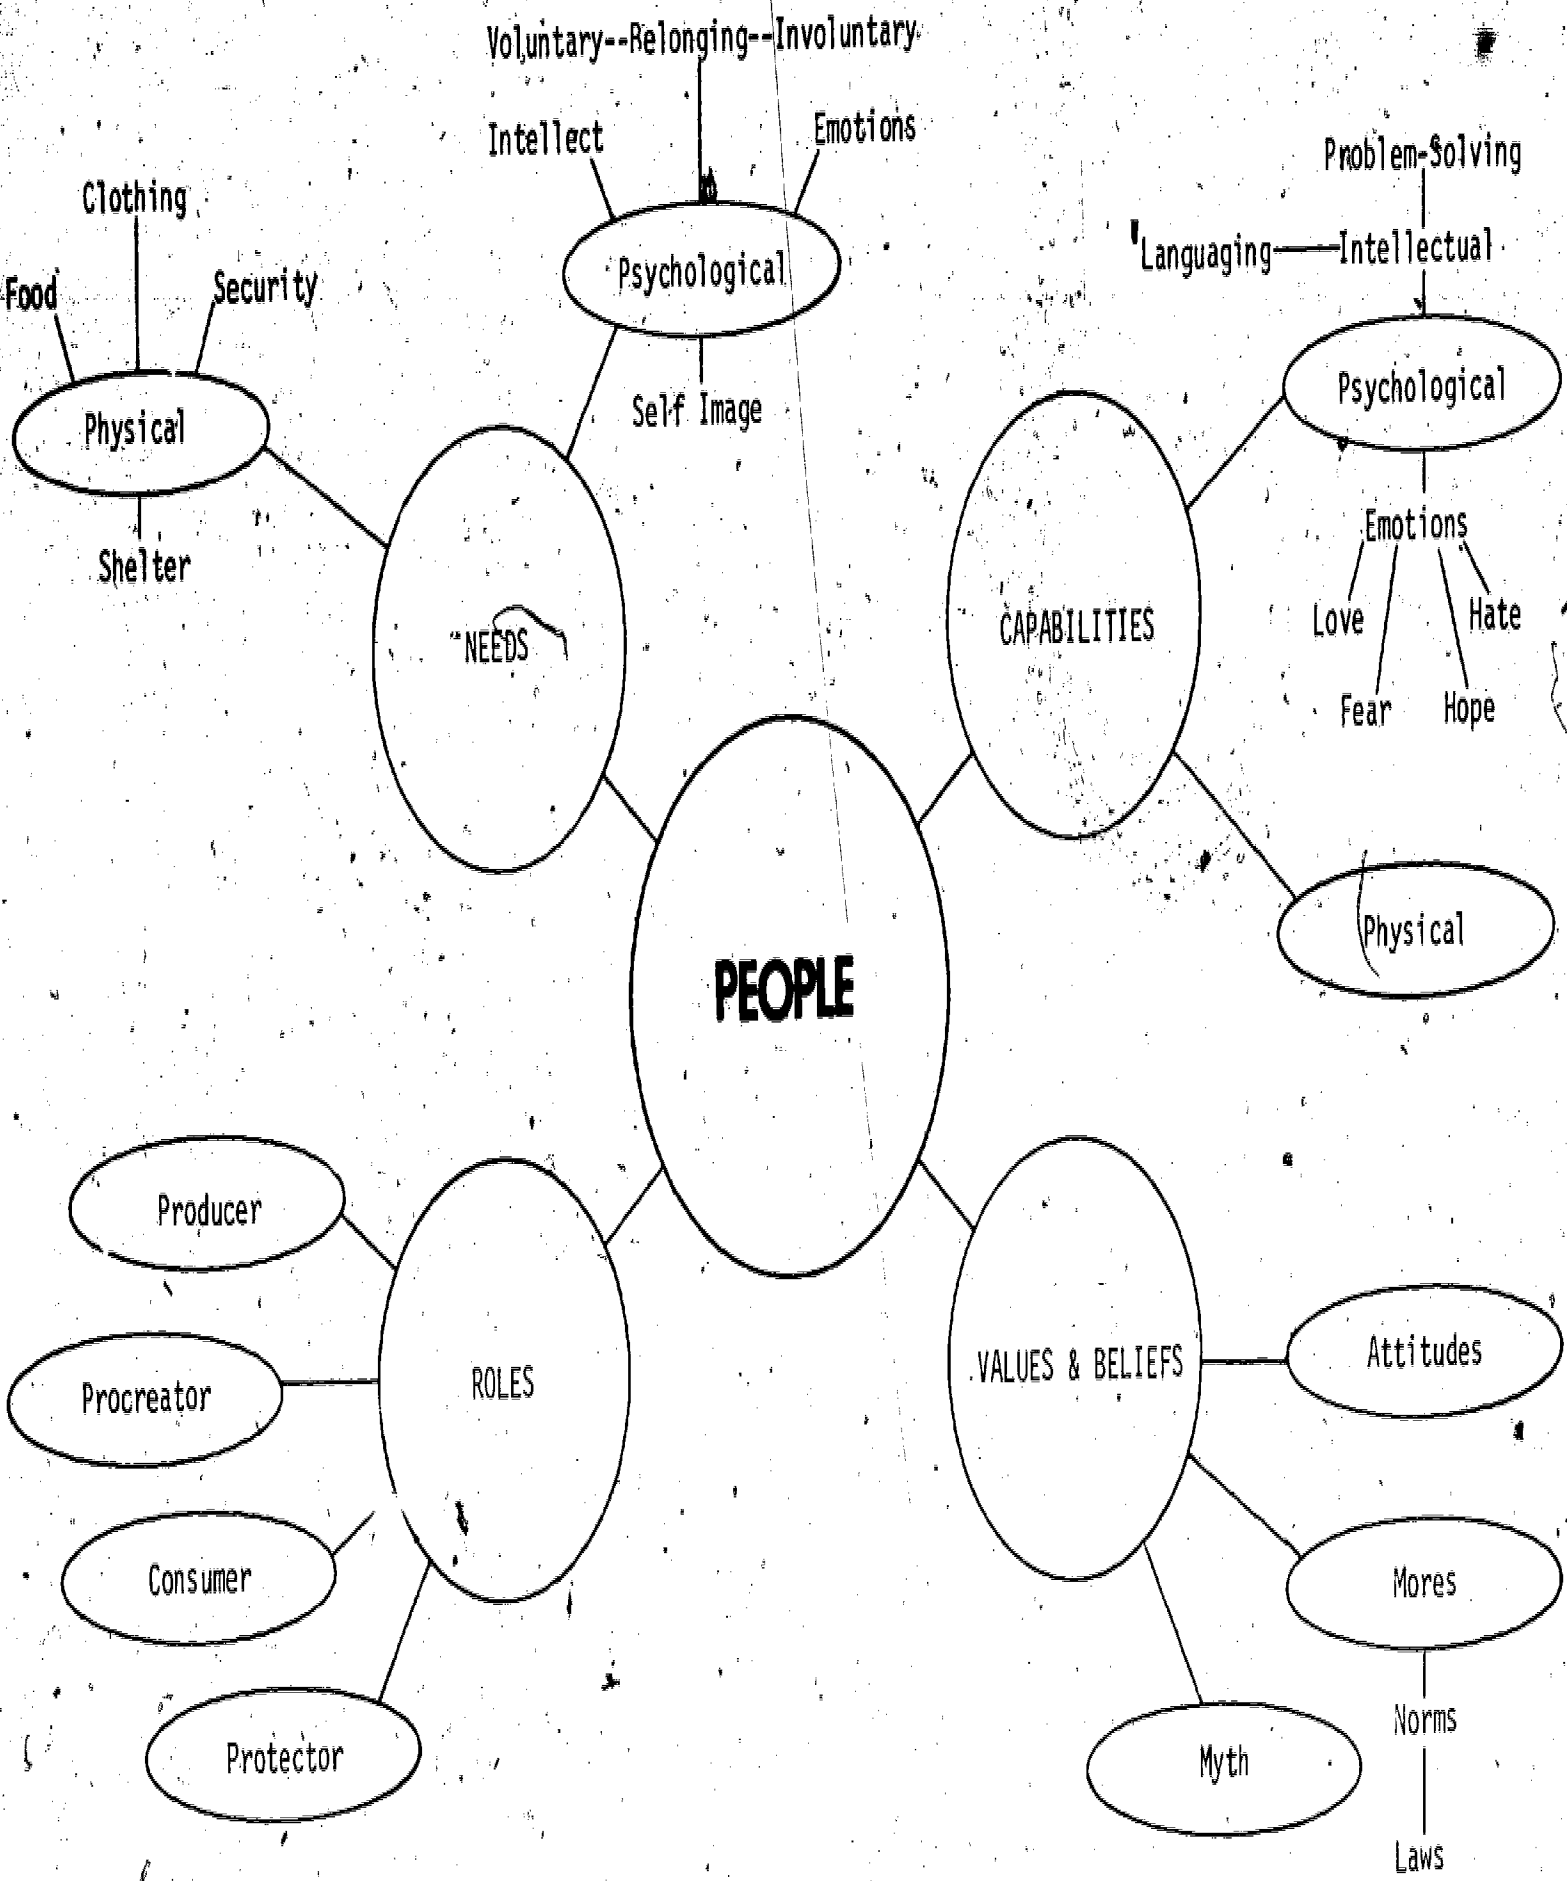 Voluntary--Belonging--Involuntary
Intellect
Emotions
Problem-Solving
Clothing
Languaging
Intellectual
Food
Security
Psychological
Psychological
Physical
Self Image
Emotions
Shelter
Love
Hate
NEEDS
CAPABILITIES
Fear
Hope
Physical
PEOPLE
Producer
Procreator
ROLES
VALUES & BELIEFS
Attitudes
Consumer
Mores
Norms
Protector
Myth
Laws